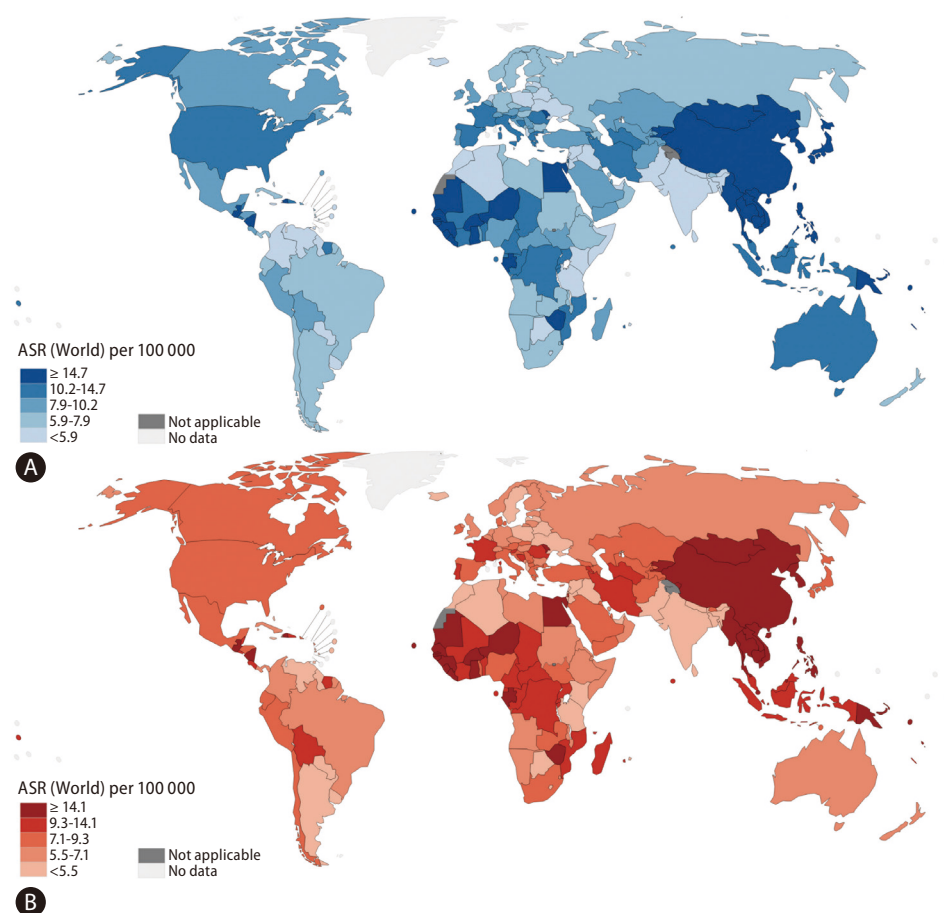 ASR (World) per 100 000
≥ 14.7
10.2-14.7
7.9-10.2
5.9-7.9
<5.9
Not applicable
No data
A
ASR (World) per 100 000
≥ 14.1
9.3-14.1
7.1-9.3
5.5-7.1
<5.5
Not applicable
No data
B